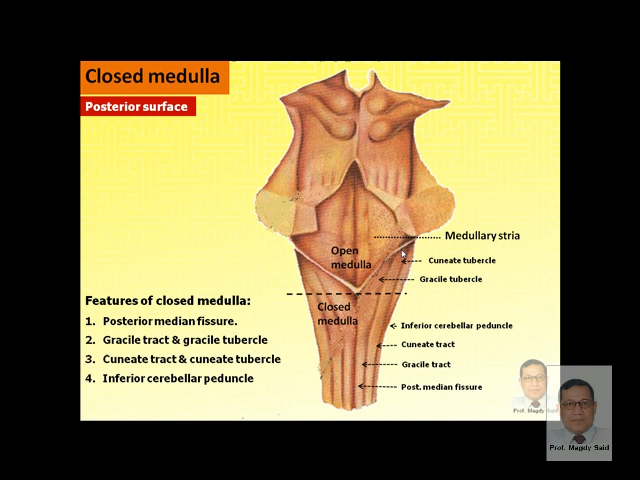 Closed medulla
Posterior surface
Medullary stria
Open
medulla
Cuneate tubercle
Gracile tubercle
Features of closed medulla:
Closed
medulla
1. Posterior median fissure.
2. Gracile tract & gracile tubercle
3. Cuneate tract & cuneate tubercle
4. Inferior cerebellar peduncle
Inferior cerebellar peduncle
Cuneate tract
Gracile tract
Post. median fissure
Prof. Magdy Said
Prof. Magdy Said